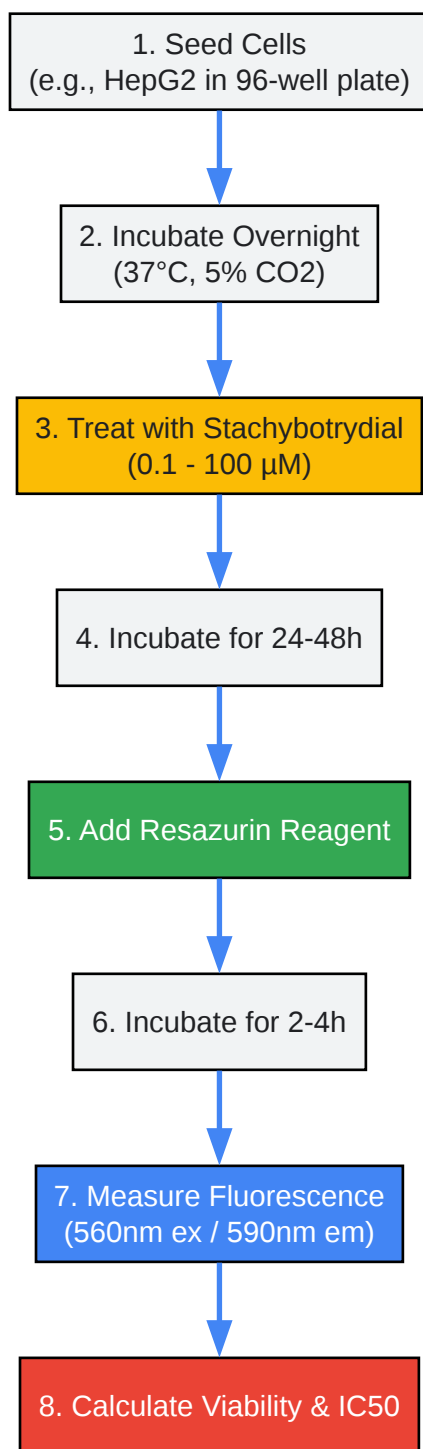 1. Seed Cells
(e.g., HepG2 in 96-well plate)
2. Incubate Overnight
(37°C, 5% CO2)
3. Treat with Stachybotrydial
(0.1 - 100 µM)
4. Incubate for 24-48h
5. Add Resazurin Reagent
6. Incubate for 2-4h
7. Measure Fluorescence
(560nm ex / 590nm em)
8. Calculate Viability & IC50